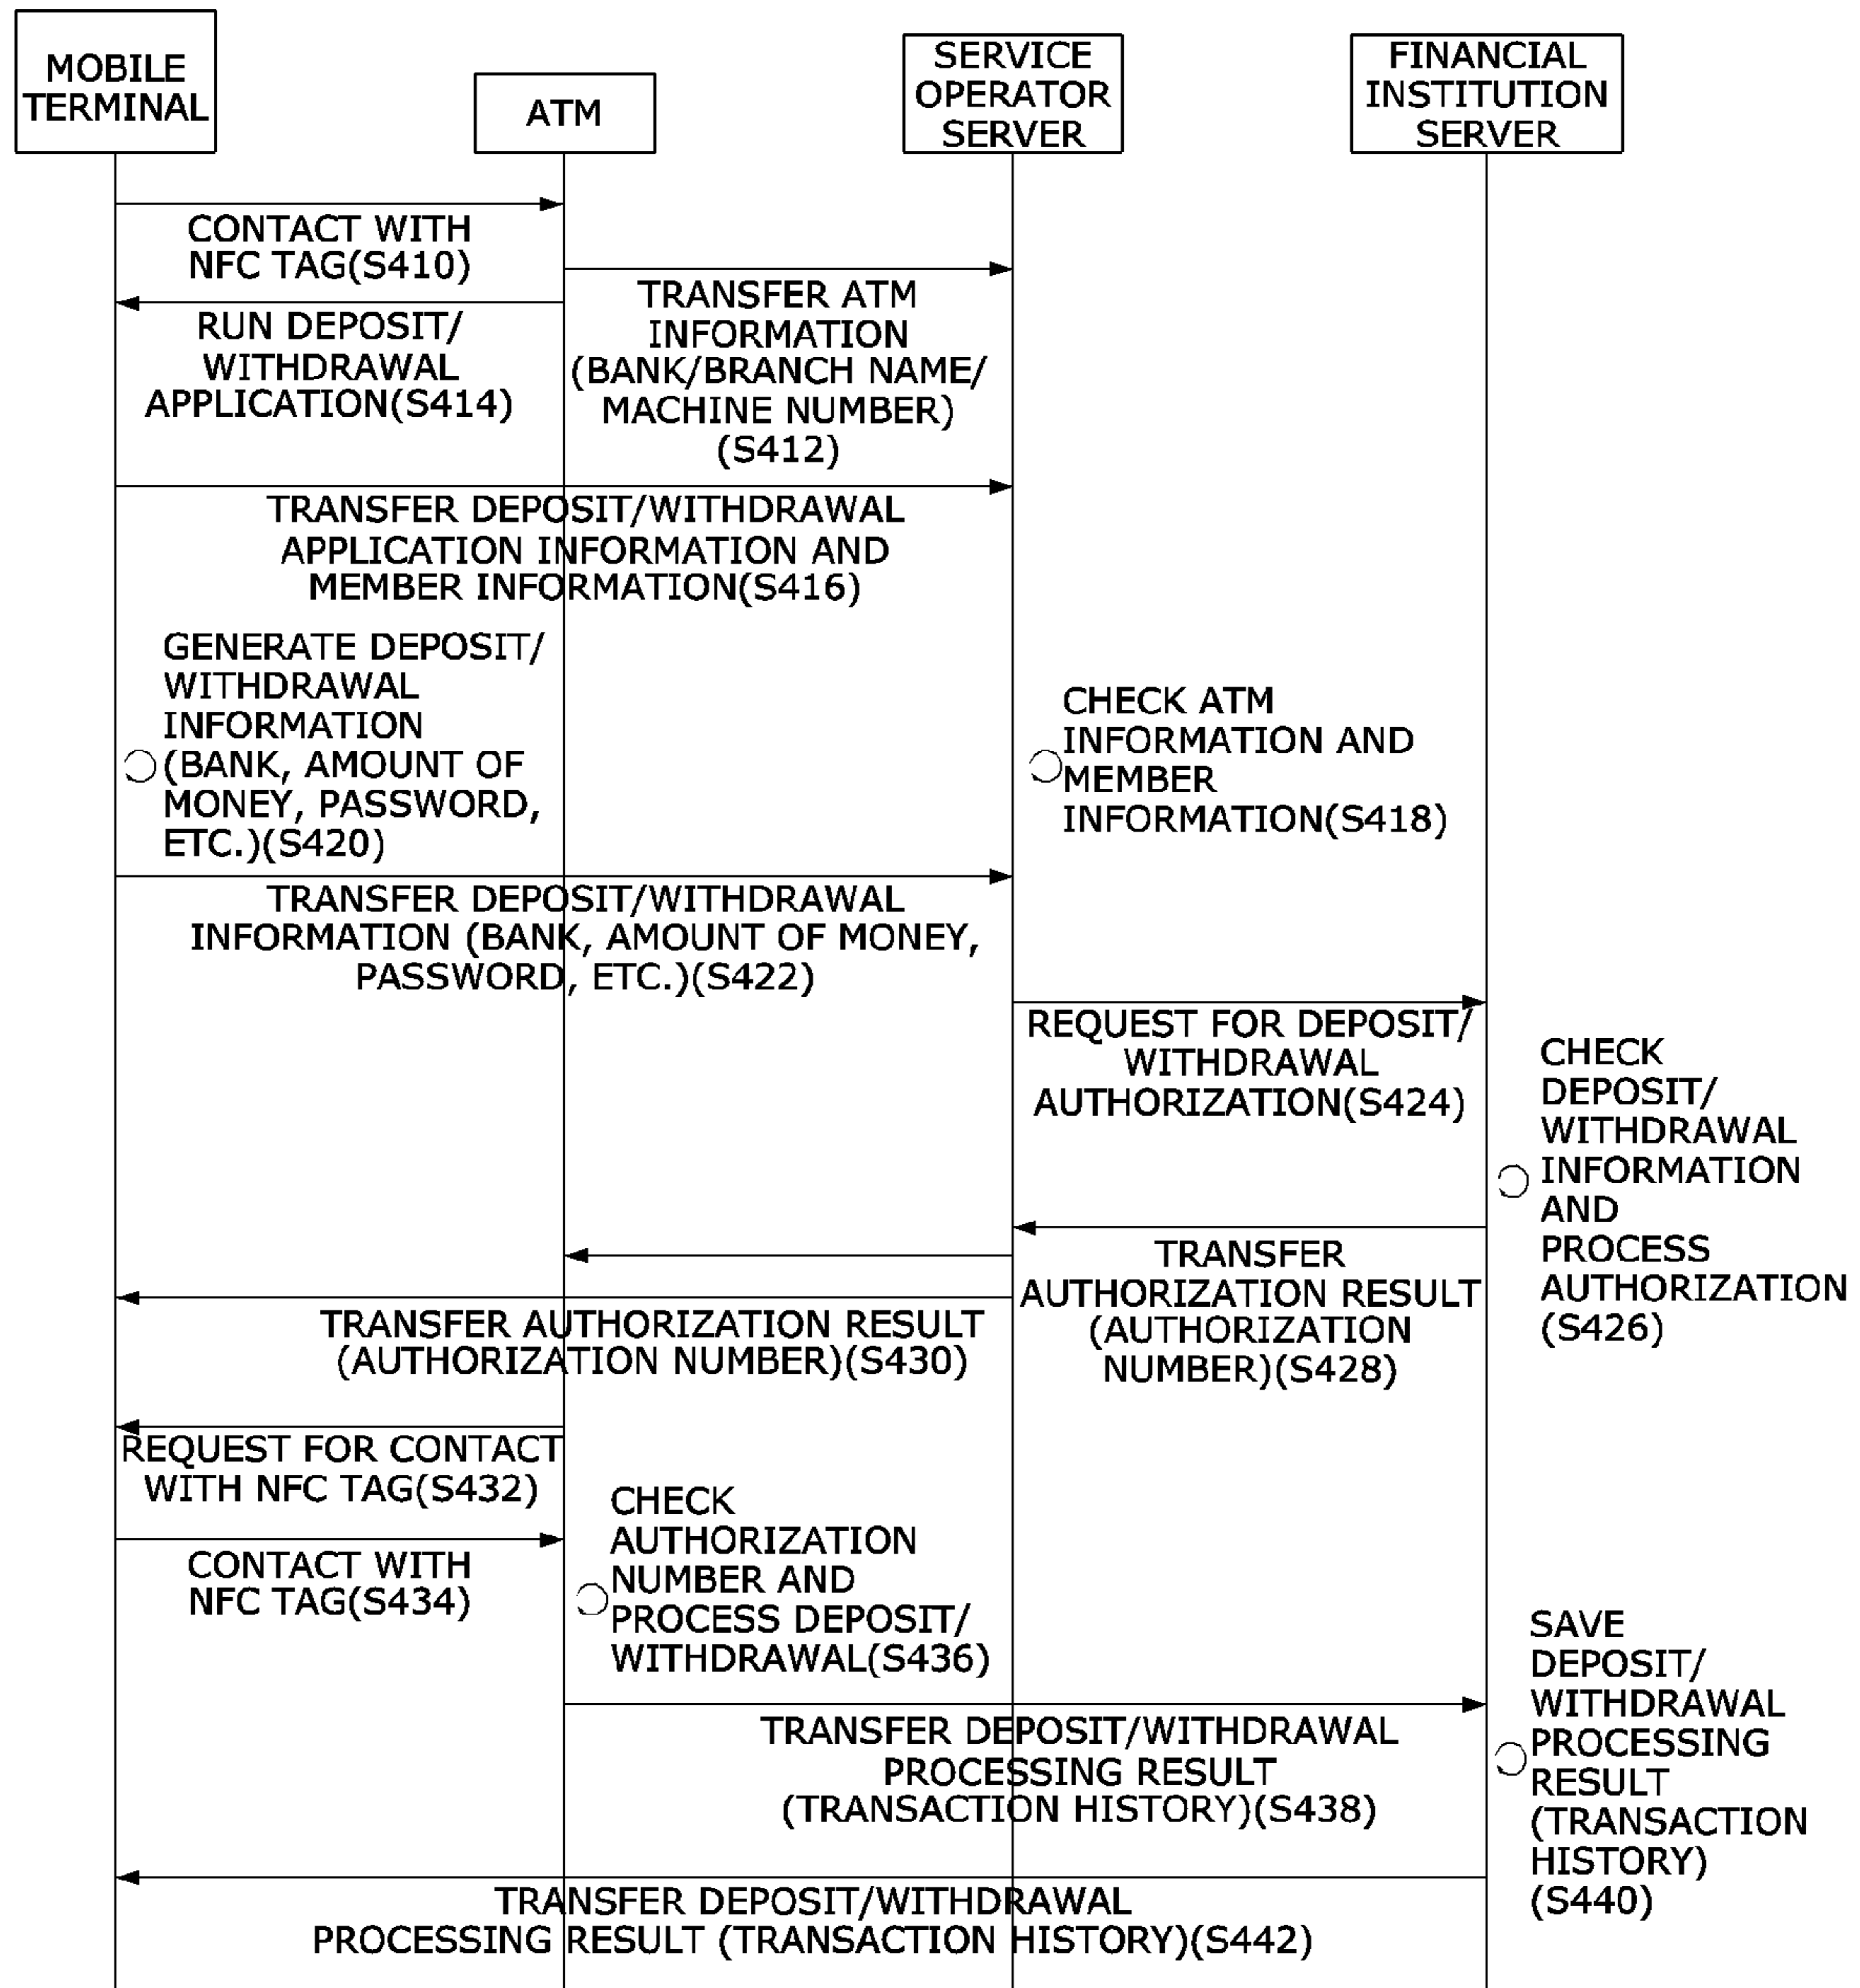 MOBILE
TERMINAL
ATM
SERVICE
OPERATOR
SERVER
FINANCIAL
INSTITUTION
SERVER
CONTACT WITH
NFC TAG(S410)
TRANSFER ATM
INFORMATION
(BANK/BRANCH NAME/
MACHINE NUMBER)
(S412)
RUN DEPOSIT/
WITHDRAWAL
APPLICATION(S414)
TRANSFER DEPOSIT/WITHDRAWAL
APPLICATION INFORMATION AND
MEMBER INFORMATION(S416)
GENERATE DEPOSIT/
WITHDRAWAL
INFORMATION
(BANK, AMOUNT OF
MONEY, PASSWORD,
ETC.)(S420)
CHECK ATM
INFORMATION AND
MEMBER
INFORMATION(S418)
TRANSFER DEPOSIT/WITHDRAWAL
INFORMATION (BANK, AMOUNT OF MONEY,
PASSWORD, ETC.)(S422)
REQUEST FOR DEPOSIT/
WITHDRAWAL
AUTHORIZATION(S424)
CHECK
DEPOSIT/
WITHDRAWAL
INFORMATION
AND
PROCESS
AUTHORIZATION
(S426)
TRANSFER
AUTHORIZATION RESULT
(AUTHORIZATION
NUMBER)(S428)
TRANSFER AUTHORIZATION RESULT
(AUTHORIZATION NUMBER)(S430)
REQUEST FOR CONTACT
WITH NFC TAG(S432)
CONTACT WITH
NFC TAG(S434)
CHECK
AUTHORIZATION
NUMBER AND
PROCESS DEPOSIT/
WITHDRAWAL(S436)
TRANSFER DEPOSIT/WITHDRAWAL
PROCESSING RESULT
(TRANSACTION HISTORY)(S438)
SAVE
DEPOSIT/
WITHDRAWAL
PROCESSING
RESULT
(TRANSACTION
HISTORY)
(S440)
TRANSFER DEPOSIT/WITHDRAWAL
PROCESSING RESULT (TRANSACTION HISTORY)(S442)